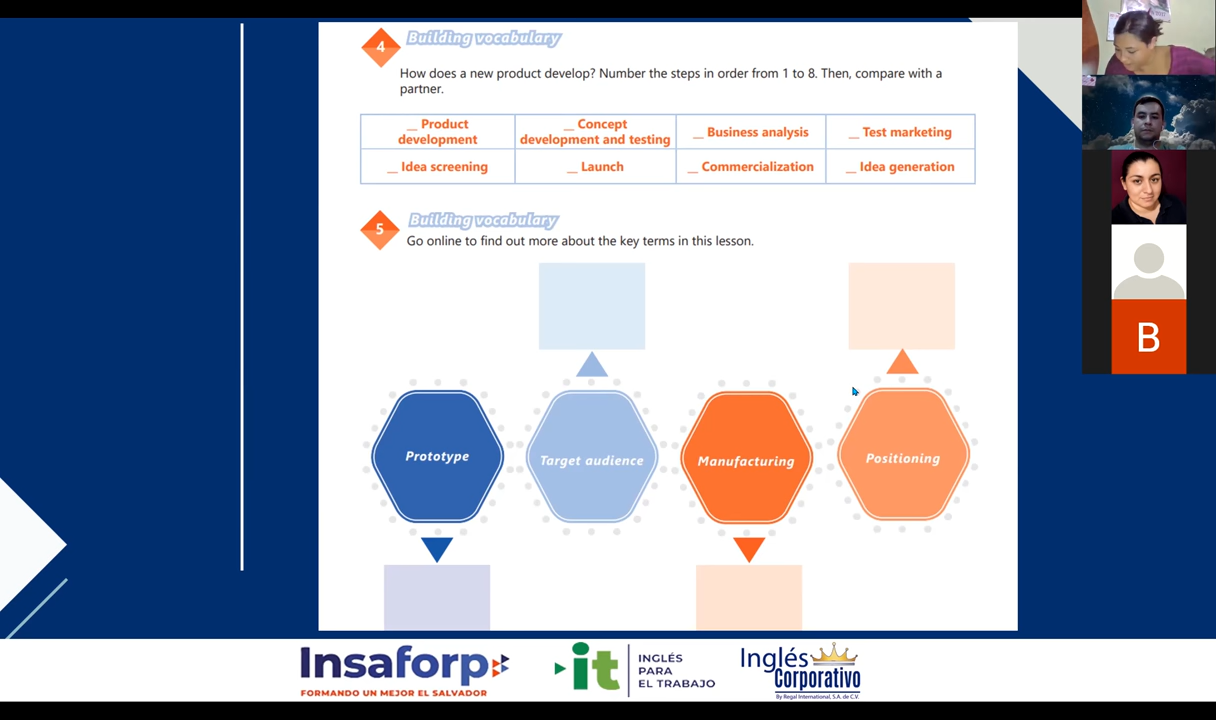 4
Building vocabulary
How does a new product develop? Number the steps in order from 1 to 8. Then, compare with a
partner.
__ Product
development
__ Concept
development and testing
__ Business analysis
__ Test marketing
__ Idea screening
__ Launch
__ Commercialization
__ Idea generation
5
Building vocabulary
Go online to find out more about the key terms in this lesson.
Prototype
Target audience
Manufacturing
Positioning
B
Insaforp
FORMANDO UN MEJOR EL SALVADOR
it
INGLÉS
PARA
EL TRABAJO
Inglés
Corporativo
By Regal International, S.A. de C.V.